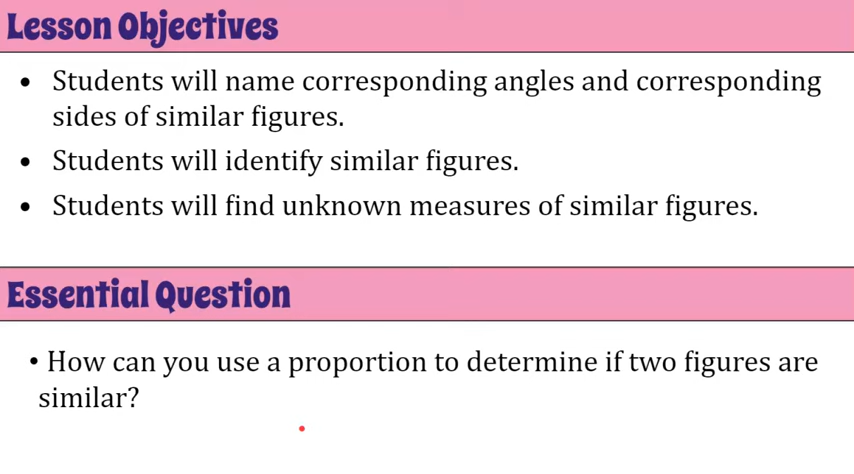 Lesson Objectives
• Students will name corresponding angles and corresponding
sides of similar figures.
• Students will identify similar figures.
• Students will find unknown measures of similar figures.
Essential Question
• How can you use a proportion to determine if two figures are
similar?